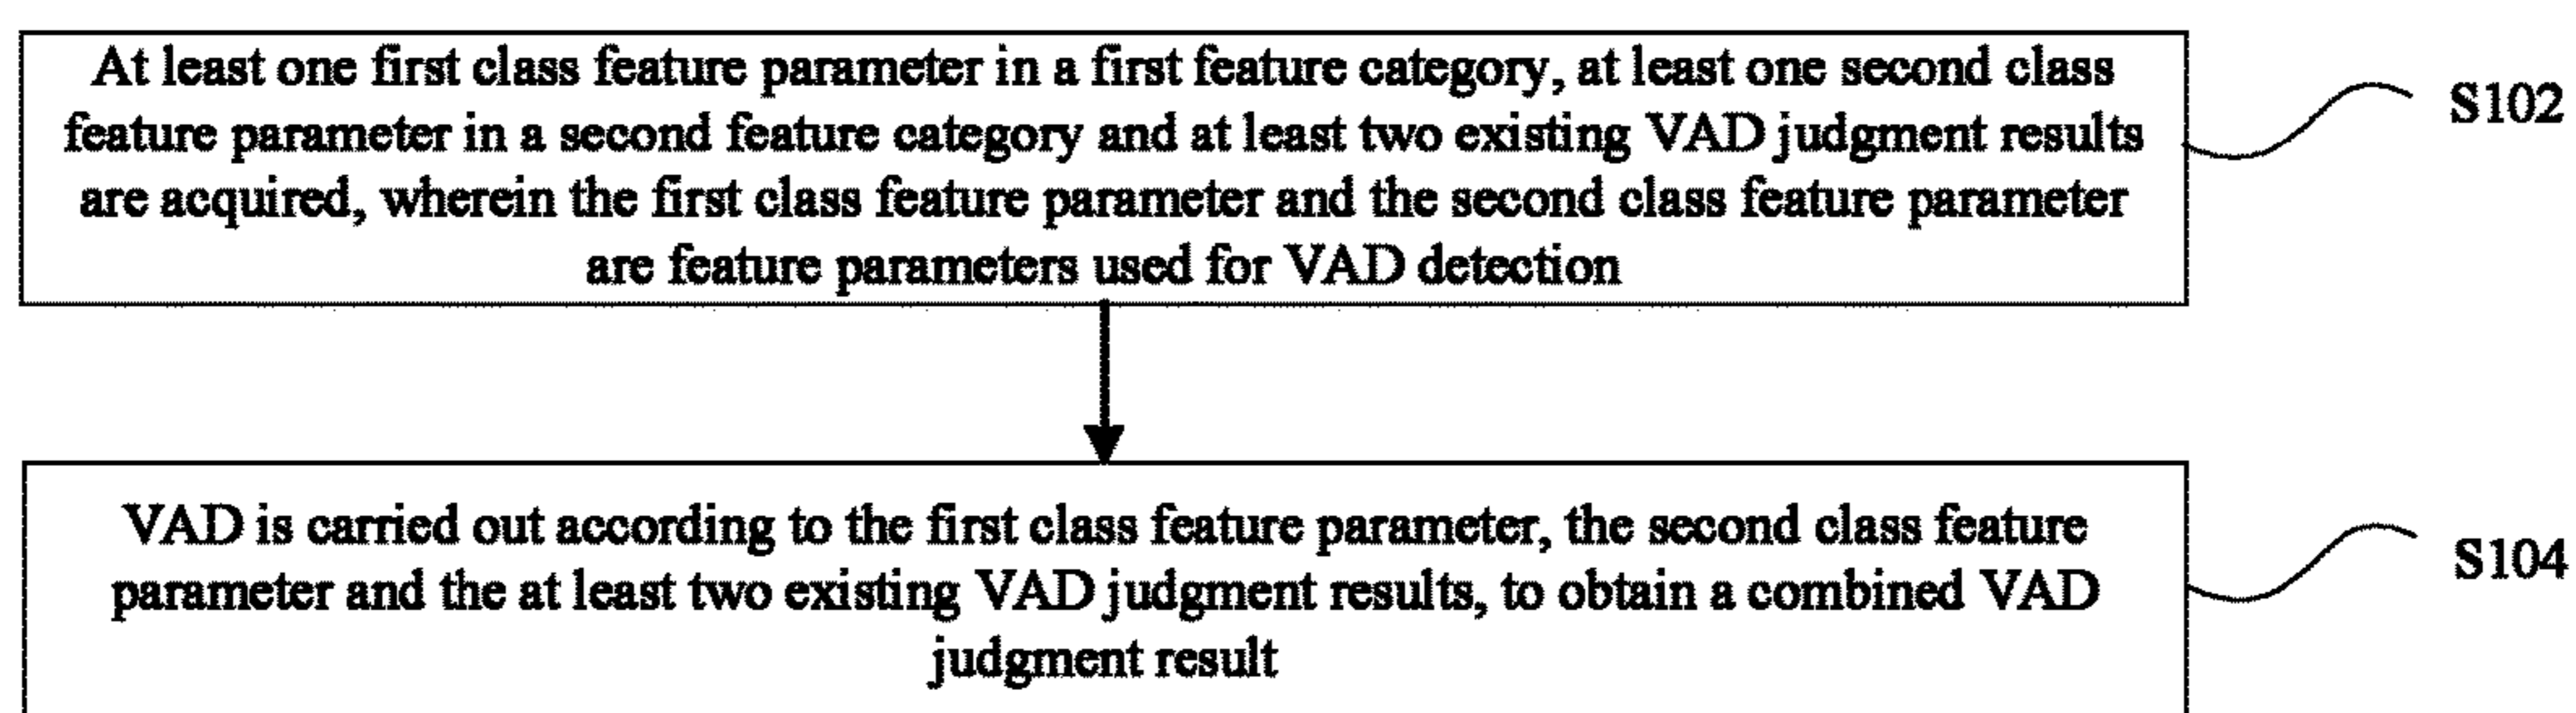 At least one first class feature parameter in a first feature category, at least one second class
feature parameter in a second feature category and at least two existing VAD judgment results
are acquired, wherein the first class feature parameter and the second class feature parameter
are feature parameters used for VAD detection
S102
VAD is carried out according to the first class feature parameter, the second class feature
parameter and the at least two existing VAD judgment results, to obtain a combined VAD
judgment result
S104